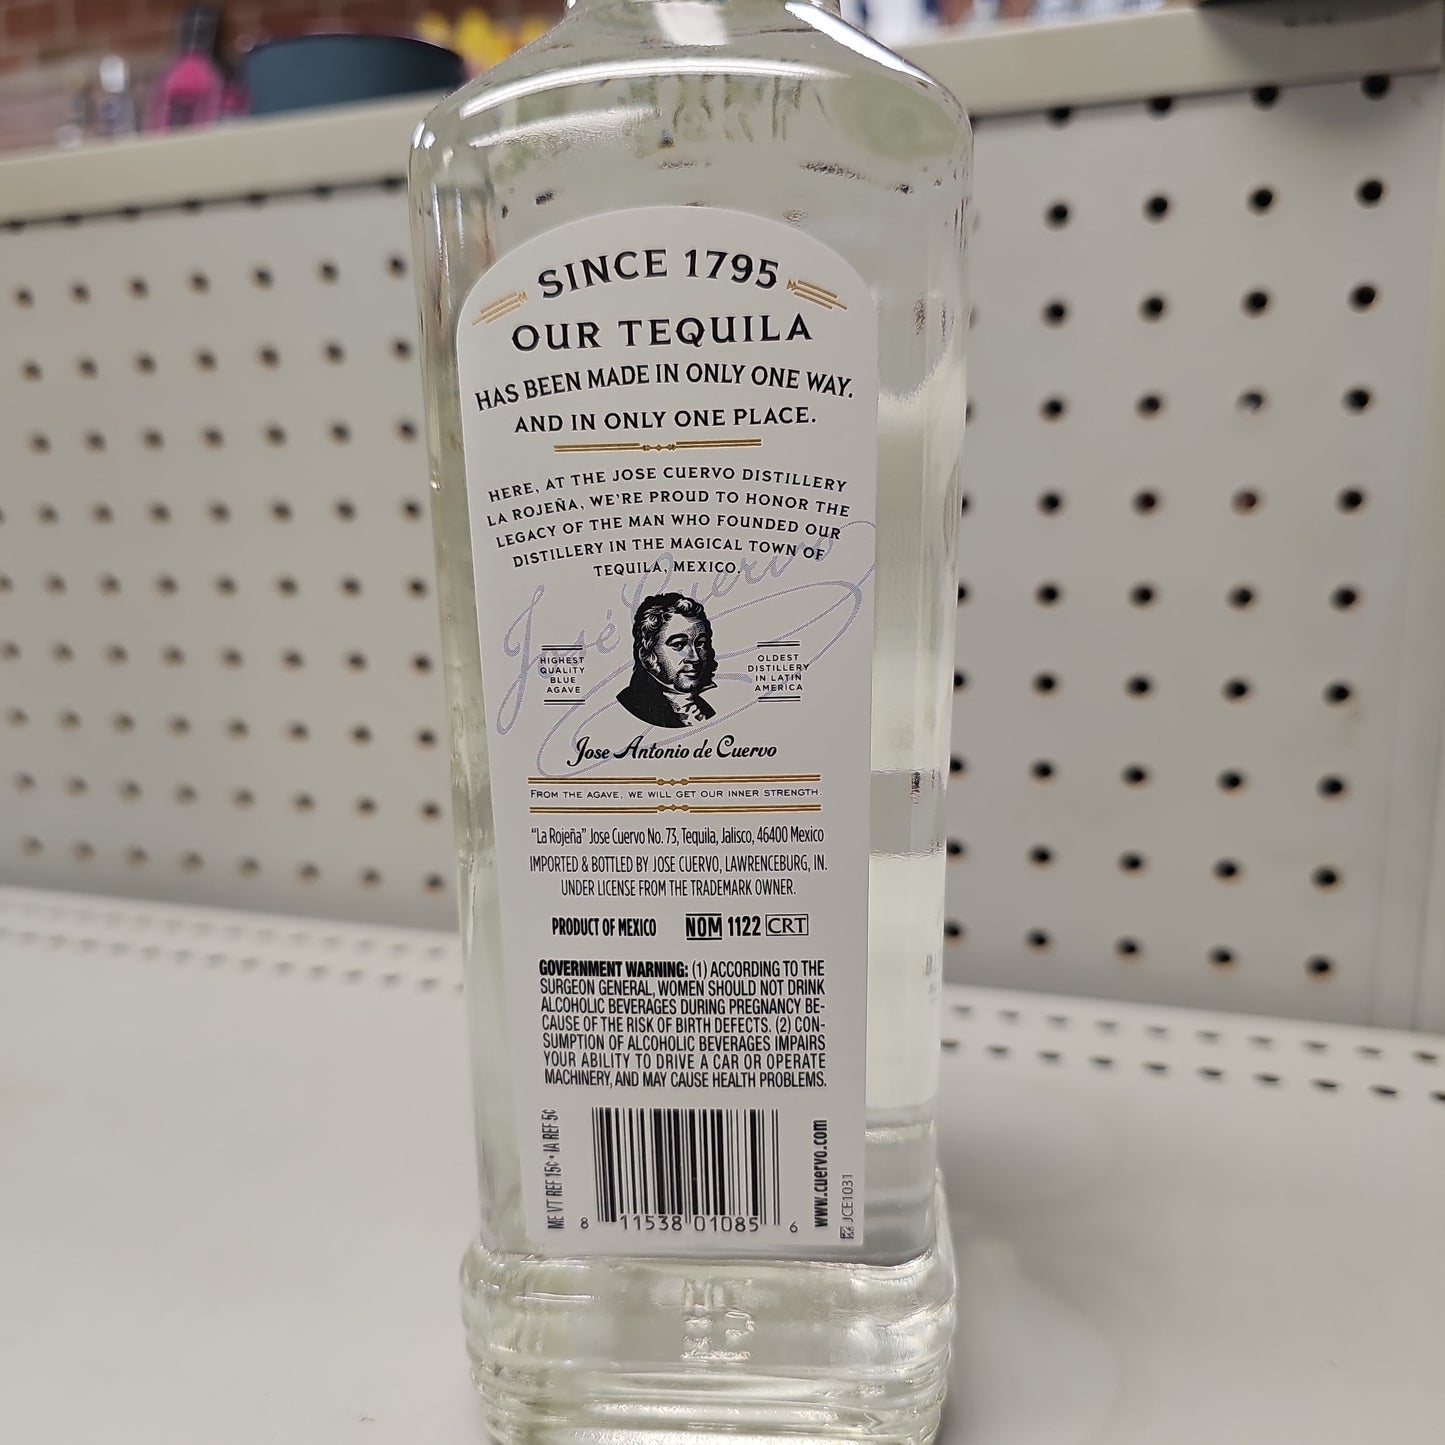 SINCE 1795
OUR TEQUILA
HAS BEEN MADE IN ONLY ONE WAY.
AND IN ONLY ONE PLACE.
HERE, AT THE JOSE CUERVO DISTILLERY
LA ROJEÑA, WE'RE PROUD TO HONOR THE
LEGACY OF THE MAN WHO FOUNDED OUR
DISTILLERY IN THE MAGICAL TOWN OF
TEQUILA, MEXICO.
José Cuervo
HIGHEST
QUALITY
BLUE
AGAVE
OLDEST
DISTILLERY
IN LATIN
AMERICA
Jose Antonio de Cuervo
FROM THE AGAVE, WE WILL GET OUR INNER STRENGTH.
"La Rojeña" Jose Cuervo No. 73, Tequila, Jalisco, 46400 Mexico
IMPORTED & BOTTLED BY JOSE CUERVO, LAWRENCEBURG, IN.
UNDER LICENSE FROM THE TRADEMARK OWNER.
PRODUCT OF MEXICO NOM 1122 CRT
GOVERNMENT WARNING: (1) ACCORDING TO THE
SURGEON GENERAL, WOMEN SHOULD NOT DRINK
ALCOHOLIC BEVERAGES DURING PREGNANCY BE-
CAUSE OF THE RISK OF BIRTH DEFECTS. (2) CON-
SUMPTION OF ALCOHOLIC BEVERAGES IMPAIRS
YOUR ABILITY TO DRIVE A CAR OR OPERATE
MACHINERY, AND MAY CAUSE HEALTH PROBLEMS.
ME VT REF 15¢ • IA REF 5¢
8 11538 01085 6
www.cuervo.com
JCE1031